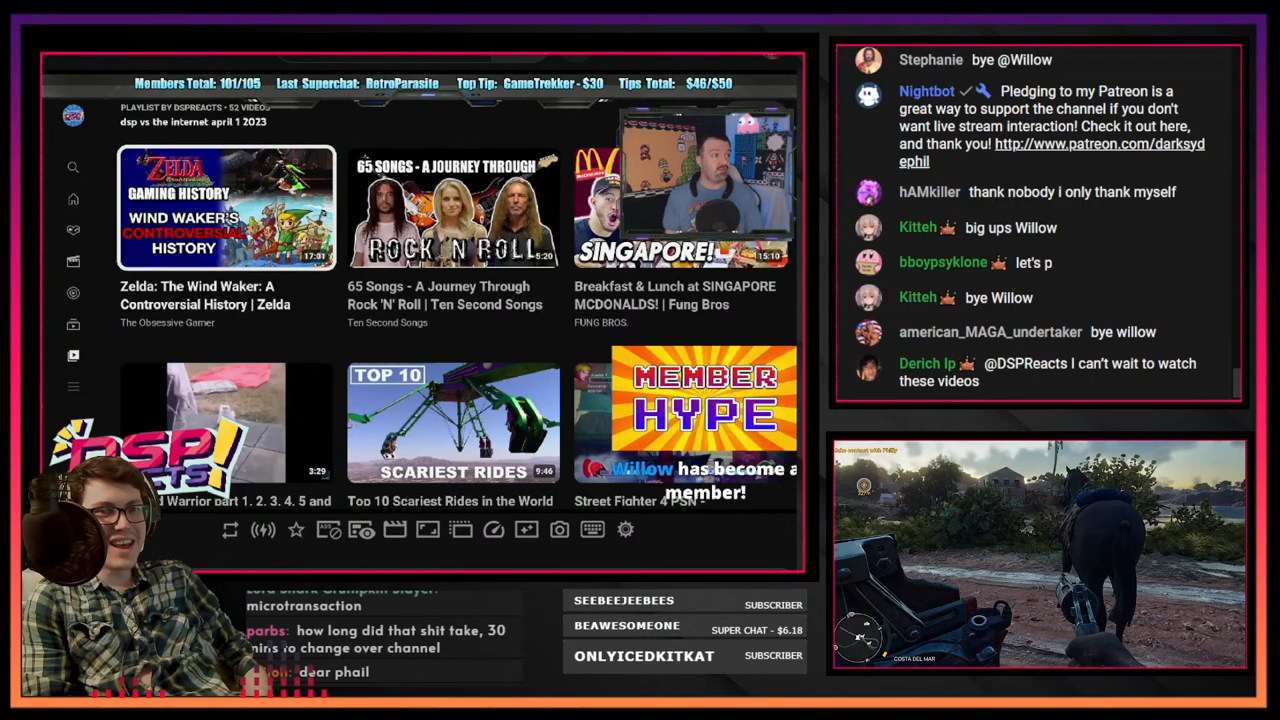 Members Total: 101/105 Last Superchat: RetroParasite Top Tip: GameTrekker - $30 Tips Total: $46/$50
PLAYLIST BY DSPREACTS • 52 VIDEOS
dsp vs the internet april 1 2023
ZELDA
GAMING HISTORY
WIND WAKER'S
CONTROVERSIAL
HISTORY
17:01
Zelda: The Wind Waker: A
Controversial History | Zelda
The Obsessive Gamer
65 SONGS - A JOURNEY THROUGH
ROCK 'N ROLL
5:20
65 Songs - A Journey Through
Rock 'N' Roll | Ten Second Songs
Ten Second Songs
McDONALD'S
SINGAPORE!
15:10
Breakfast & Lunch at SINGAPORE
MCDONALDS! | Fung Bros
FUNG BROS.
3:29
Warrior part 1. 2. 3. 4. 5 and
TOP 10
SCARIEST RIDES
9:46
Top 10 Scariest Rides in the World
Street Fighter 4 PSN -
MEMBER
HYPE
Willow has become a
member!
DSP
microtransaction
parbs: how long did that shit take, 30
mins to change over channel
dear phail
SEEBEEJEEBEES SUBSCRIBER
BEAWESOMEONE SUPER CHAT - $6.18
ONLYICEDKITKAT SUBSCRIBER
Stephanie bye @Willow
Nightbot Pledging to my Patreon is a
great way to support the channel if you don't
want live stream interaction! Check it out here,
and thank you! http://www.patreon.com/darksyd
ephil
hAMkiller thank nobody i only thank myself
Kitteh big ups Willow
bboypsyklone let's p
Kitteh bye Willow
american_MAGA_undertaker bye willow
Derich Ip @DSPReacts I can't wait to watch
these videos
COSTA DEL MAR